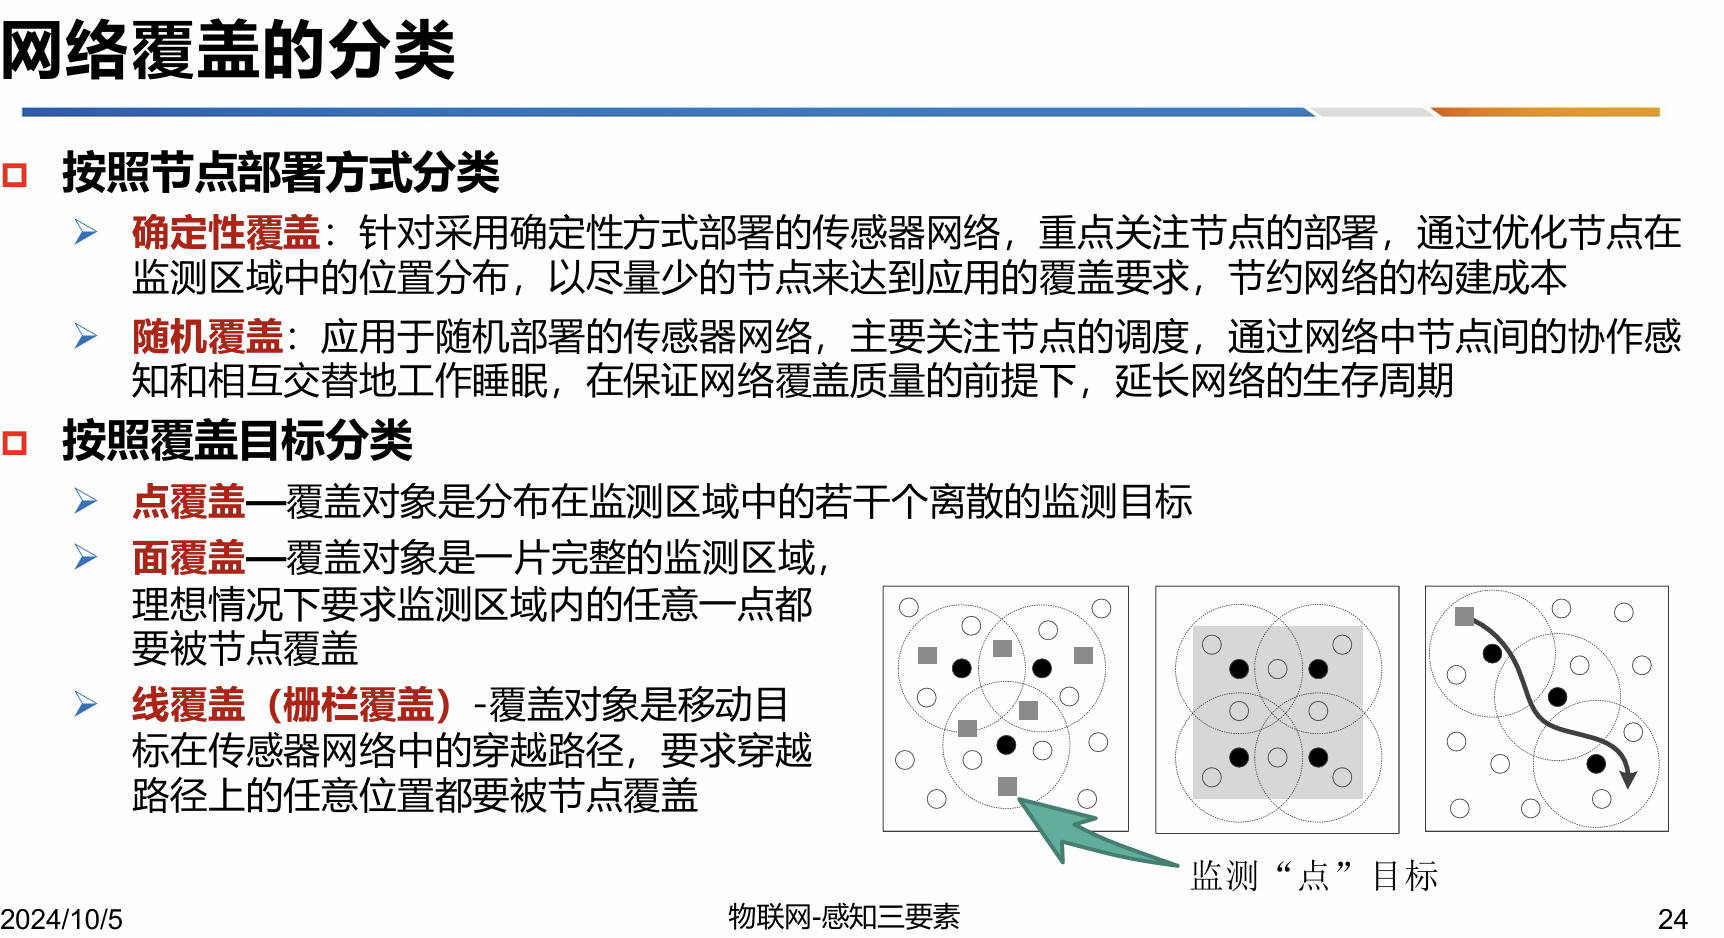 网络覆盖的分类
按照节点部署方式分类
确定性覆盖：针对采用确定性方式部署的传感器网络，重点关注节点的部署，通过优化节点在
监测区域中的位置分布，以尽量少的节点来达到应用的覆盖要求，节约网络的构建成本
随机覆盖：应用于随机部署的传感器网络，主要关注节点的调度，通过网络中节点间的协作感
知和相互交替地工作睡眠，在保证网络覆盖质量的前提下，延长网络的生存周期
按照覆盖目标分类
点覆盖—覆盖对象是分布在监测区域中的若干个离散的监测目标
面覆盖—覆盖对象是一片完整的监测区域，
理想情况下要求监测区域内的任意一点都
要被节点覆盖
线覆盖（栅栏覆盖）-覆盖对象是移动目
标在传感器网络中的穿越路径，要求穿越
路径上的任意位置都要被节点覆盖
监测“点”目标
2024/10/5
物联网-感知三要素
24